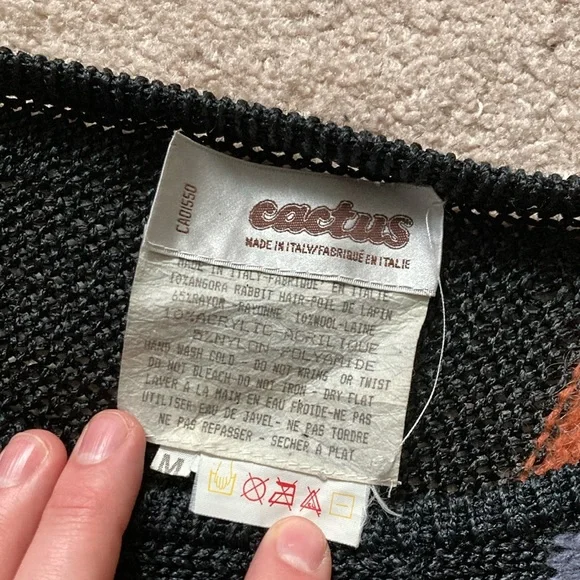 CA01550
cactus
MADE IN ITALY/FABRIQUÉ EN ITALIE
MADE IN ITALY-FABRIQUE EN ITALIE
10%ANGORA RABBIT HAIR-POIL DE LAPIN
65%RAYON-RAYONNE 10%WOOL-LAINE
10%ACRYLIC-ACRILIQUE
5%NYLON-POLYAMIDE
HAND WASH COLD - DO NOT WRING OR TWIST
DO NOT BLEACH-DO NOT IRON - DRY FLAT
LAVER A LA MAIN EN EAU FROIDE-NE PAS
UTILISER EAU DE JAVEL- NE PAS TORDRE
NE PAS REPASSER - SECHER A PLAT
M